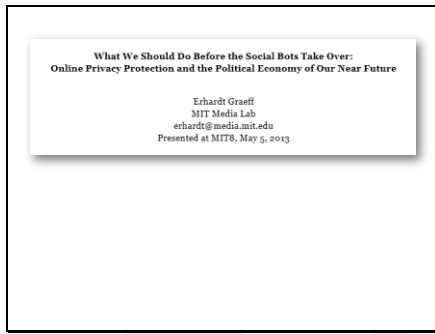 What We Should Do Before the Social Bots Take Over:
Online Privacy Protection and the Political Economy of Our Near Future
Erhardt Graeff
MIT Media Lab
erhardt@media.mit.edu
Presented at MIT8, May 5, 2013